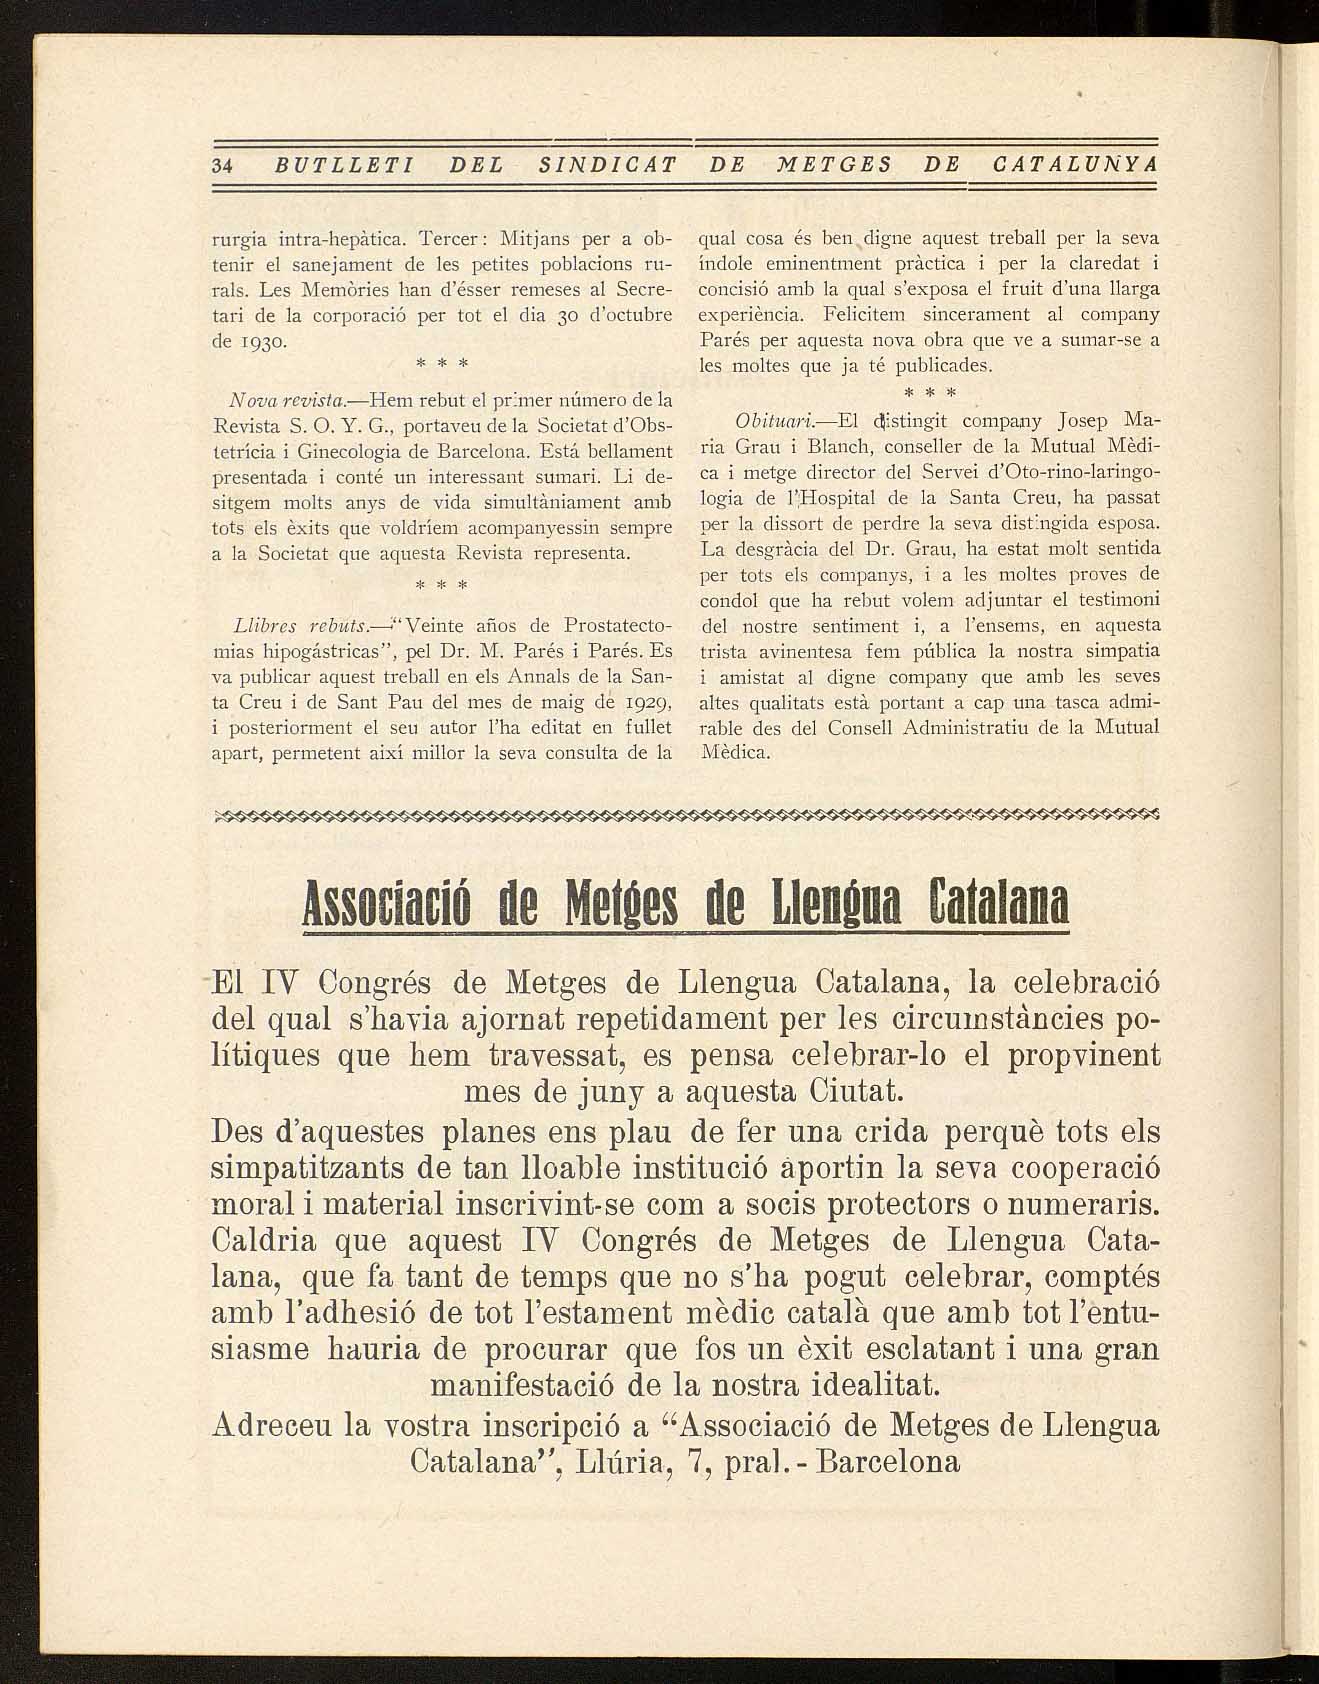 34 BUTLLETI DEL SINDICAT DE METGES DE CATALUNYA
rurgia intra-hepàtica. Tercer: Mitjans per a ob-
tenir el sanejament de les petites poblacions ru-
rals. Les Memòries han d'ésser remeses al Secre-
tari de la corporació per tot el dia 30 d'octubre
de 1930.
* * *
Nova revista.—Hem rebut el primer número de la
Revista S. O. Y. G., portaveu de la Societat d'Obs-
tetrícia i Ginecologia de Barcelona. Está bellament
presentada i conté un interessant sumari. Li de-
sitgem molts anys de vida simultàniament amb
tots els èxits que voldríem acompanyessin sempre
a la Societat que aquesta Revista representa.
* * *
Llibres rebuts.—"Veinte años de Prostatecto-
mias hipogástricas", pel Dr. M. Parés i Parés. Es
va publicar aquest treball en els Annals de la San-
ta Creu i de Sant Pau del mes de maig de 1929,
i posteriorment el seu autor l'ha editat en fullet
apart, permetent així millor la seva consulta de la
qual cosa és ben digne aquest treball per la seva
índole eminentment pràctica i per la claredat i
concisió amb la qual s'exposa el fruit d'una llarga
experiència. Felicitem sincerament al company
Parés per aquesta nova obra que ve a sumar-se a
les moltes que ja té publicades.
* * *
Obituari.—El distingit company Josep Ma-
ria Grau i Blanch, conseller de la Mutual Mèdi-
ca i metge director del Servei d'Oto-rino-laringo-
logia de l'Hospital de la Santa Creu, ha passat
per la dissort de perdre la seva distingida esposa.
La desgràcia del Dr. Grau, ha estat molt sentida
per tots els companys, i a les moltes proves de
condol que ha rebut volem adjuntar el testimoni
del nostre sentiment i, a l'ensems, en aquesta
trista avinentesa fem pública la nostra simpatia
i amistat al digne company que amb les seves
altes qualitats està portant a cap una tasca admi-
rable des del Consell Administratiu de la Mutual
Mèdica.
Associació de Metges de Llengua Catalana
El IV Congrés de Metges de Llengua Catalana, la celebració
del qual s'havia ajornat repetidament per les circumstàncies po-
lítiques que hem travessat, es pensa celebrar-lo el propvinent
mes de juny a aquesta Ciutat.
Des d'aquestes planes ens plau de fer una crida perquè tots els
simpatitzants de tan lloable institució aportin la seva cooperació
moral i material inscrivint-se com a socis protectors o numeraris.
Caldria que aquest IV Congrés de Metges de Llengua Cata-
lana, que fa tant de temps que no s'ha pogut celebrar, comptés
amb l'adhesió de tot l'estament mèdic català que amb tot l'entu-
siasme hauria de procurar que fos un èxit esclatant i una gran
manifestació de la nostra idealitat.
Adreceu la vostra inscripció a "Associació de Metges de Llengua
Catalana", Llúria, 7, pral. - Barcelona